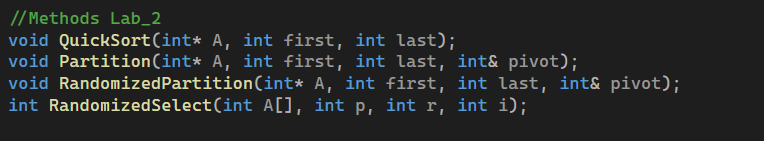 //Methods Lab_2
void QuickSort(int* A, int first, int last);
void Partition(int* A, int first, int last, int& pivot);
void RandomizedPartition(int* A, int first, int last, int& pivot);
int RandomizedSelect(int A[], int p, int r, int i);